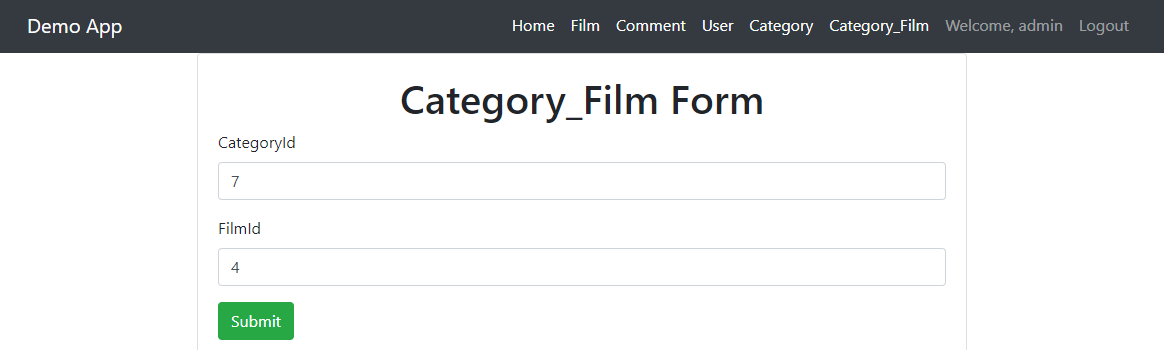 Demo App Home Film Comment User Category Category_Film Welcome, admin Logout
Category_Film Form
CategoryId
7
FilmId
4
Submit